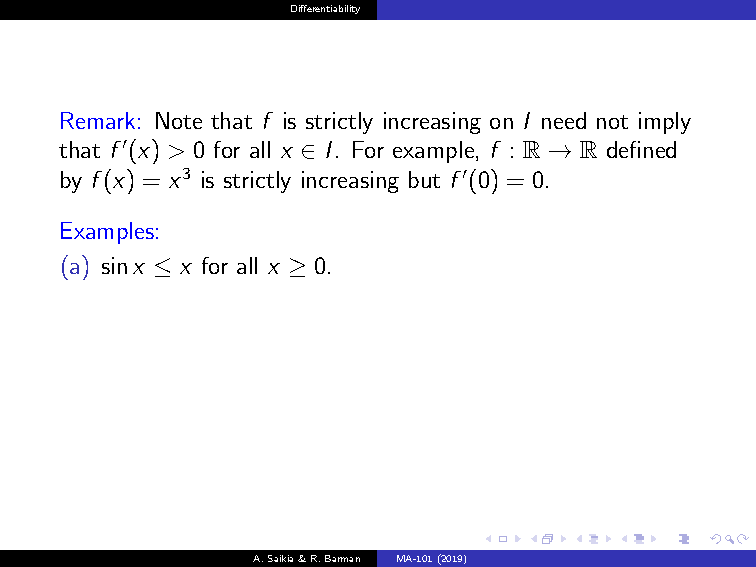 Differentiability
Remark: Note that f is strictly increasing on I need not imply
that f′(x) > 0 for all x ∈ I. For example, f : ℝ → ℝ defined
by f(x) = x³ is strictly increasing but f′(0) = 0.
Examples:
(a) sin x ≤ x for all x ≥ 0.
A. Saikia & R. Barman MA-101 (2019)